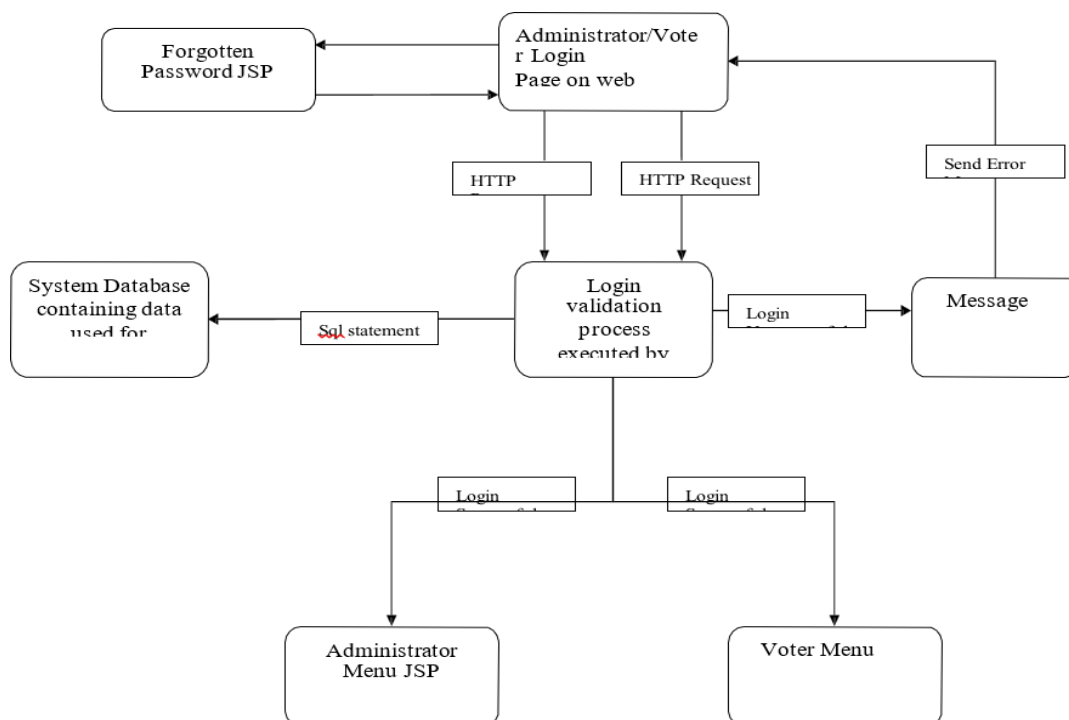 Forgotten
Password JSP
Administrator/Vote
r Login
Page on web
HTTP
HTTP Request
Send Error
System Database
containing data
used for
Sql statement
Login
validation
process
executed by
Login
Message
Login
Login
Administrator
Menu JSP
Voter Menu